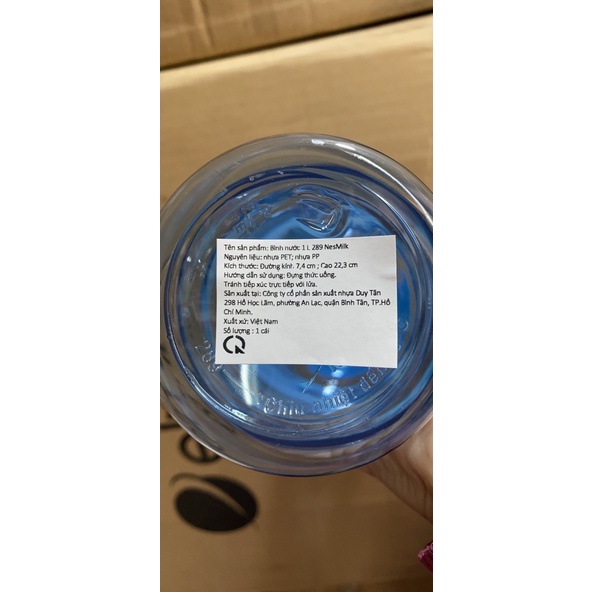 Tên sản phẩm: Bình nước 1 L 289 NesMilk
Nguyên liệu: nhựa PET; nhựa PP
Kích thước: Đường kính 7,4 cm ; Cao 22,3 cm
Hướng dẫn sử dụng: Đựng thức uống.
Tránh tiếp xúc trực tiếp với lửa.
Sản xuất tại: Công ty cổ phần sản xuất nhựa Duy Tân
298 Hồ Học Lãm, phường An Lạc, quận Bình Tân, TP.Hồ
Chí Minh.
Xuất xứ: Việt Nam
Số lượng : 1 cái